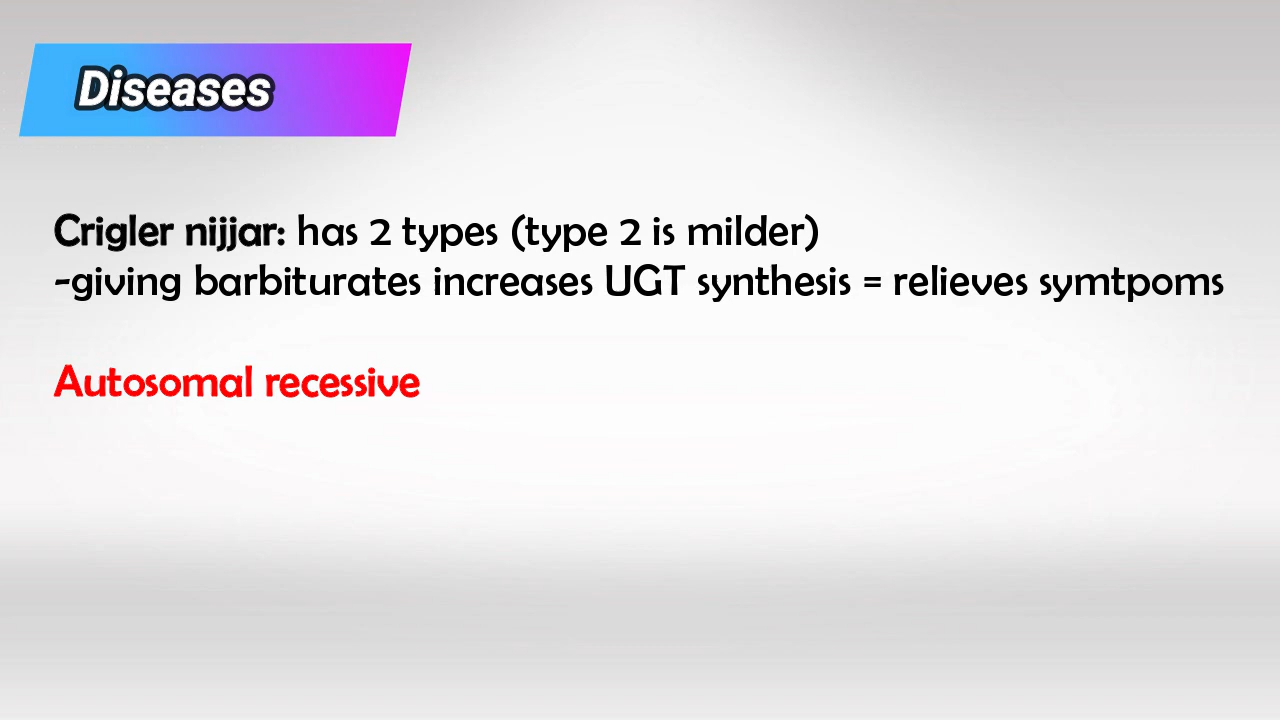 Diseases
Crigler nijjar: has 2 types (type 2 is milder)
-giving barbiturates increases UGT synthesis = relieves symtpoms
Autosomal recessive